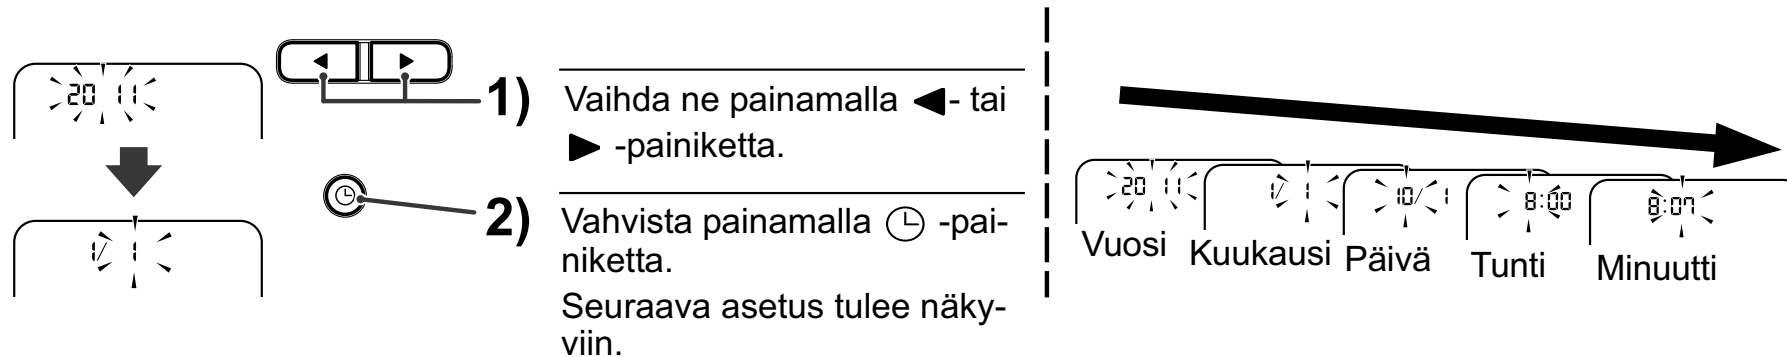 20 11
1/ 1
1)
Vaihda ne painamalla ◀- tai
▶ -painiketta.
2)
Vahvista painamalla -pai-
niketta.
Seuraava asetus tulee näky-
viin.
20 11
1/ 1
10/ 1
8:00
8:07
Vuosi
Kuukausi
Päivä
Tunti
Minuutti